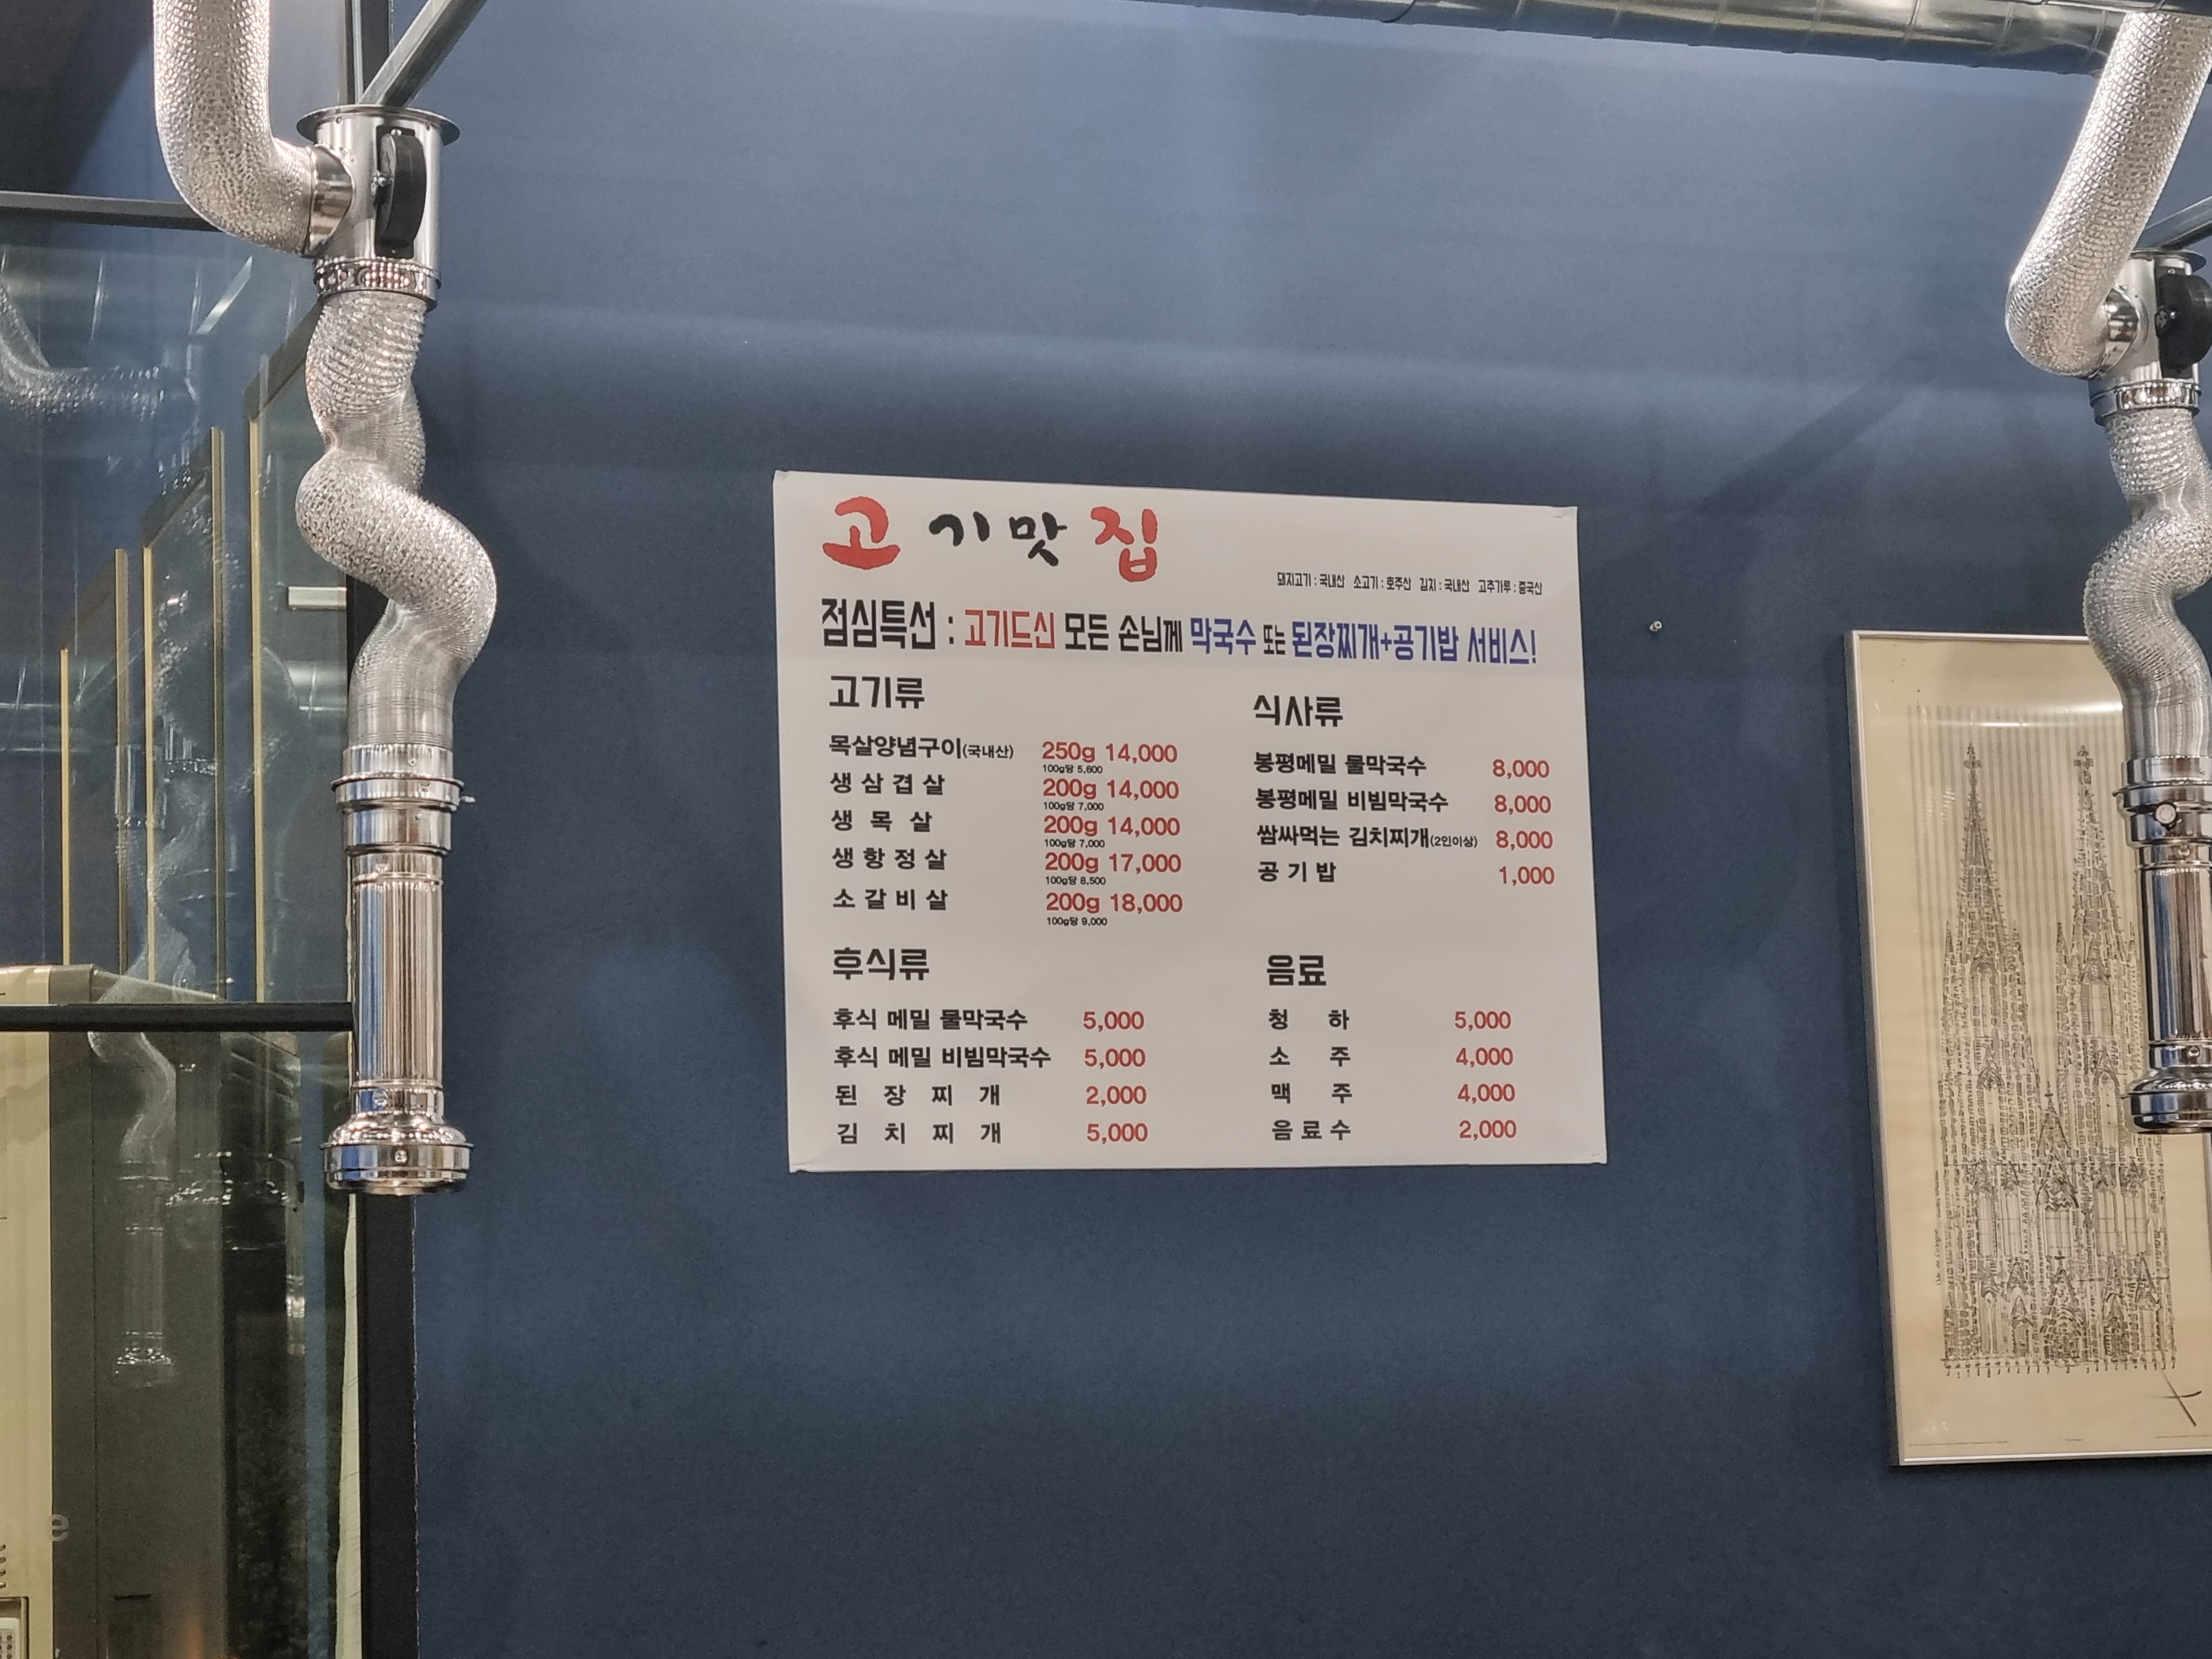 고기맛집
돼지고기 : 국내산 소고기 : 호주산 김치 : 국내산 고추가루 : 중국산
점심특선 : 고기드신 모든 손님께 막국수 또는 된장찌개+공기밥 서비스!
고기류
목살양념구이(국내산) 250g 14,000
100g당 5,600
생삼겹살 200g 14,000
100g당 7,000
생목살 200g 14,000
100g당 7,000
생항정살 200g 17,000
100g당 8,500
소갈비살 200g 18,000
100g당 9,000
식사류
봉평메밀 물막국수 8,000
봉평메밀 비빔막국수 8,000
쌈싸먹는 김치찌개(2인이상) 8,000
공기밥 1,000
후식류
후식 메밀 물막국수 5,000
후식 메밀 비빔막국수 5,000
된장찌개 2,000
김치찌개 5,000
음료
청하 5,000
소주 4,000
맥주 4,000
음료수 2,000